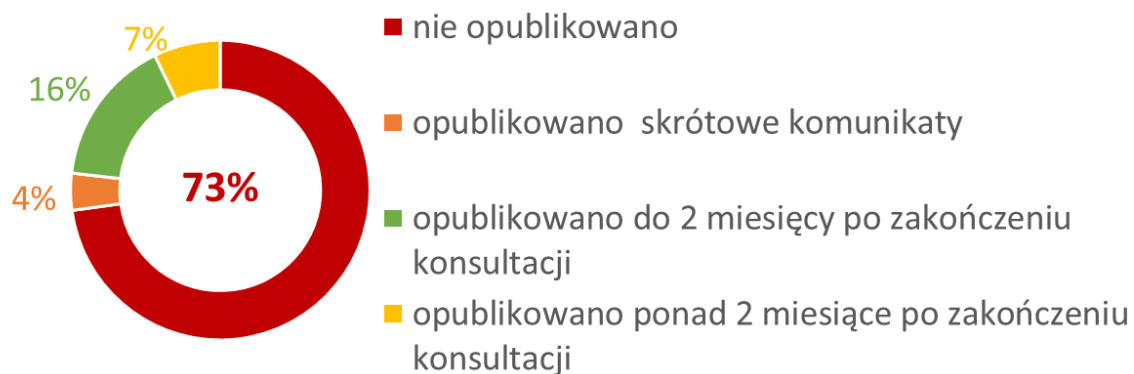 7%
16%
4%
73%
nie opublikowano
opublikowano skrótowe komunikaty
opublikowano do 2 miesięcy po zakończeniu
konsultacji
opublikowano ponad 2 miesiące po zakończeniu
konsultacji